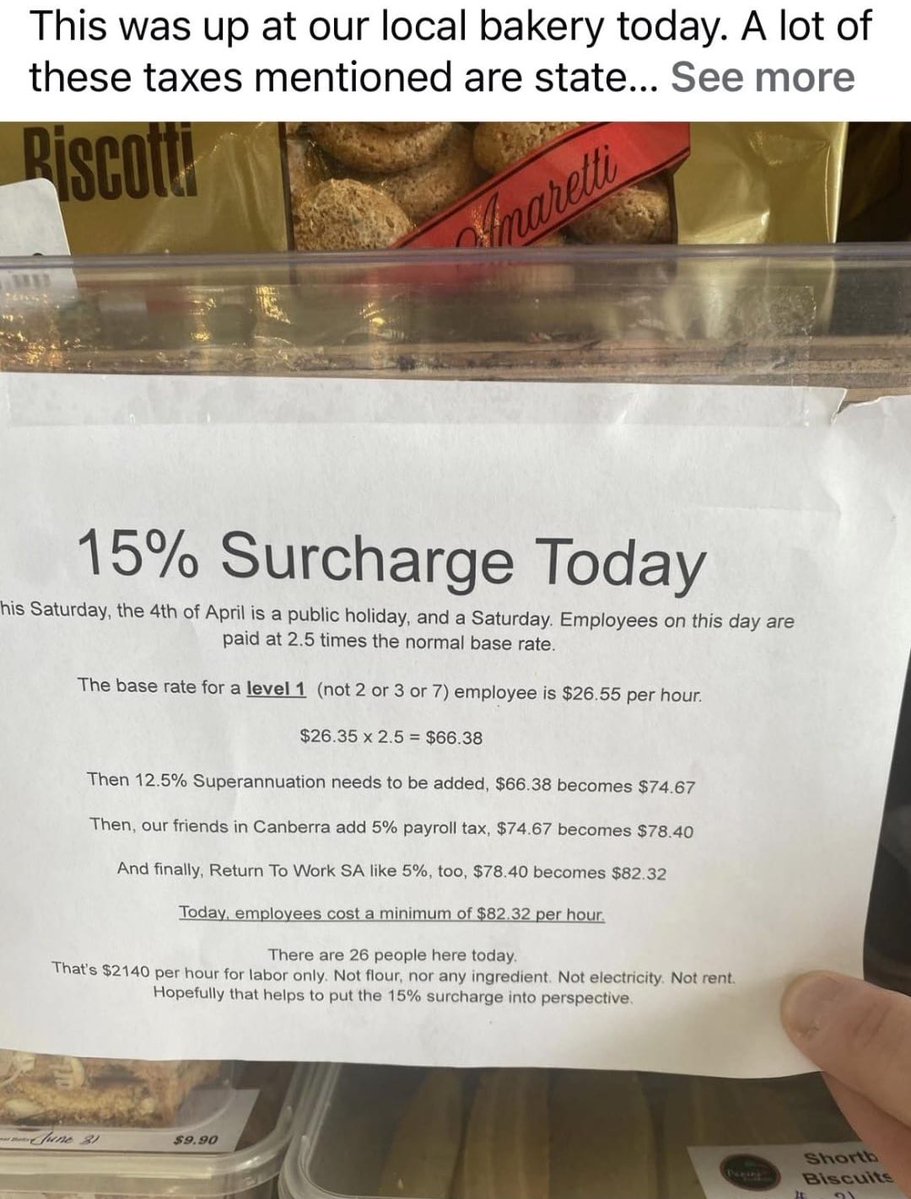 This was up at our local bakery today. A lot of
these taxes mentioned are state... See more
Biscotti
Amaretti
15% Surcharge Today
his Saturday, the 4th of April is a public holiday, and a Saturday. Employees on this day are
paid at 2.5 times the normal base rate.
The base rate for a level 1 (not 2 or 3 or 7) employee is $26.55 per hour.
$26.35 x 2.5 = $66.38
Then 12.5% Superannuation needs to be added, $66.38 becomes $74.67
Then, our friends in Canberra add 5% payroll tax, $74.67 becomes $78.40
And finally, Return To Work SA like 5%, too, $78.40 becomes $82.32
Today, employees cost a minimum of $82.32 per hour.
There are 26 people here today.
That's $2140 per hour for labor only. Not flour, nor any ingredient. Not electricity. Not rent.
Hopefully that helps to put the 15% surcharge into perspective.
June 31
$9.90
Shortb
Biscuits